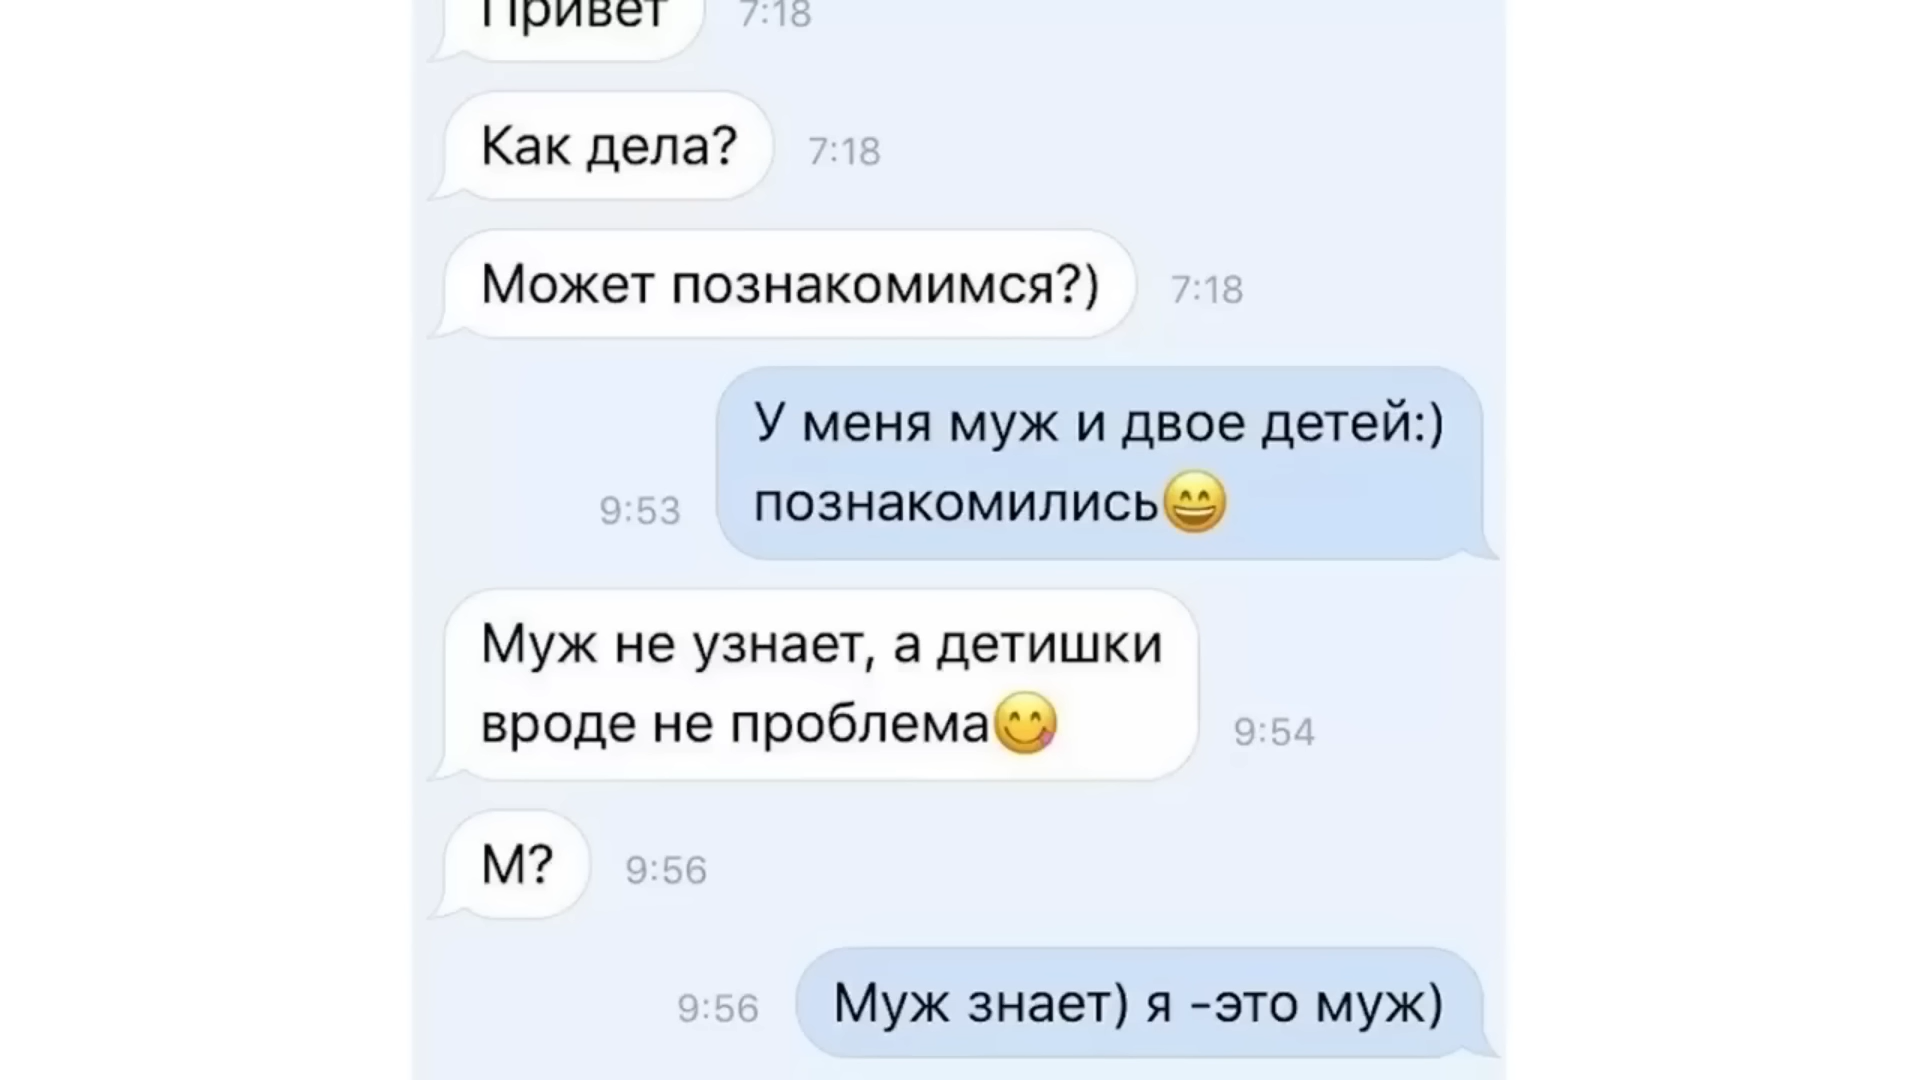 Привет 7:18
Как дела? 7:18
Может познакомимся?) 7:18
У меня муж и двое детей:)
познакомились😄
9:53
Муж не узнает, а детишки
вроде не проблема😋
9:54
М? 9:56
9:56 Муж знает) я -это муж)